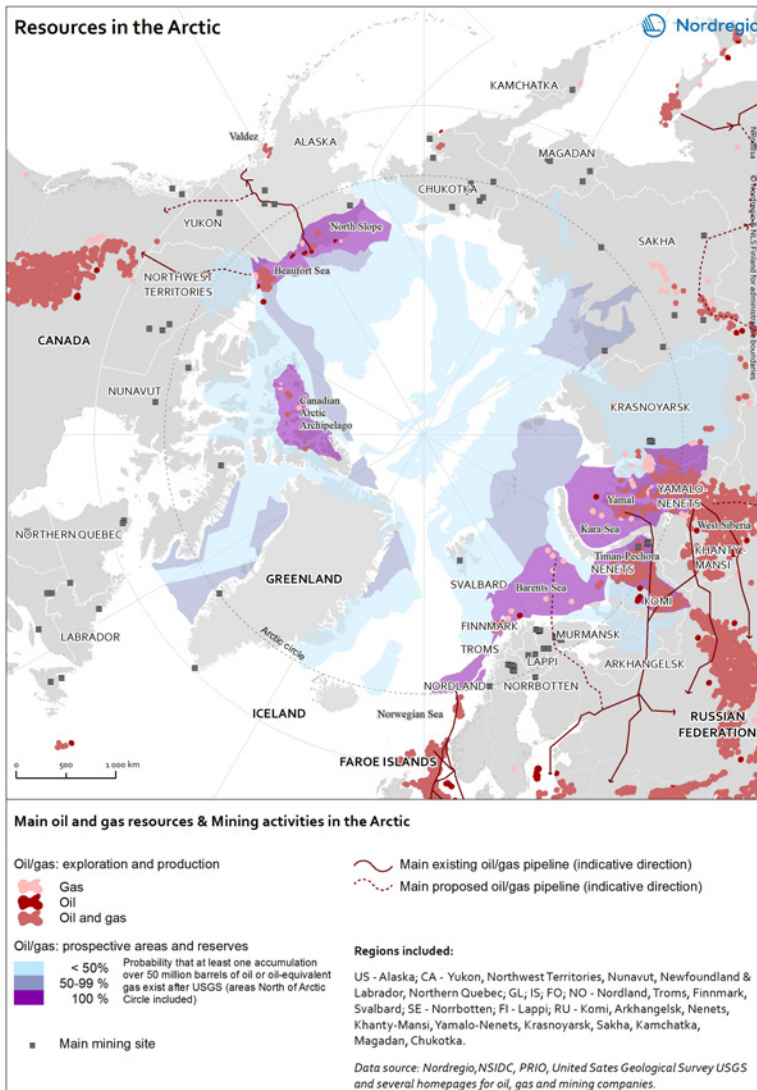 Resources in the Arctic
Nordregio
KAMCHATKA
Valdez
ALASKA
MAGADAN
CHUKOTKA
YUKON
North Slope
SAKHA
Beaufort Sea
NORTHWEST
TERRITORIES
CANADA
NUNAVUT
KRASNOYARSK
Canadian
Arctic
Archipelago
Yamal
YAMALO-
NENETS
Kara Sea
West Siberia
NORTHERN QUEBEC
Timan-Pechora
KHANTY-
MANSI
NENETS
GREENLAND
SVALBARD
Barents Sea
KOMI
LABRADOR
Arctic circle
FINNMARK
MURMANSK
TROMS
LAPPI
ARKHANGELSK
NORDLAND
NORRBOTTEN
ICELAND
Norwegian Sea
RUSSIAN
FEDERATION
FAROE ISLANDS
0 500 1 000 km
NLS Finland for administrative boundaries
Main oil and gas resources & Mining activities in the Arctic
Oil/gas: exploration and production
Gas
Oil
Oil and gas
Main existing oil/gas pipeline (indicative direction)
Main proposed oil/gas pipeline (indicative direction)
Oil/gas: prospective areas and reserves
< 50%
50-99 %
100 %
Probability that at least one accumulation
over 50 million barrels of oil or oil-equivalent
gas exist after USGS (areas North of Arctic
Circle included)
Main mining site
Regions included:
US - Alaska; CA - Yukon, Northwest Territories, Nunavut, Newfoundland &
Labrador, Northern Quebec; GL; IS; FO; NO - Nordland, Troms, Finnmark,
Svalbard; SE - Norrbotten; FI - Lappi; RU - Komi, Arkhangelsk, Nenets,
Khanty-Mansi, Yamalo-Nenets, Krasnoyarsk, Sakha, Kamchatka,
Magadan, Chukotka.
Data source: Nordregio,NSIDC, PRIO, United Sates Geological Survey USGS
and several homepages for oil, gas and mining companies.